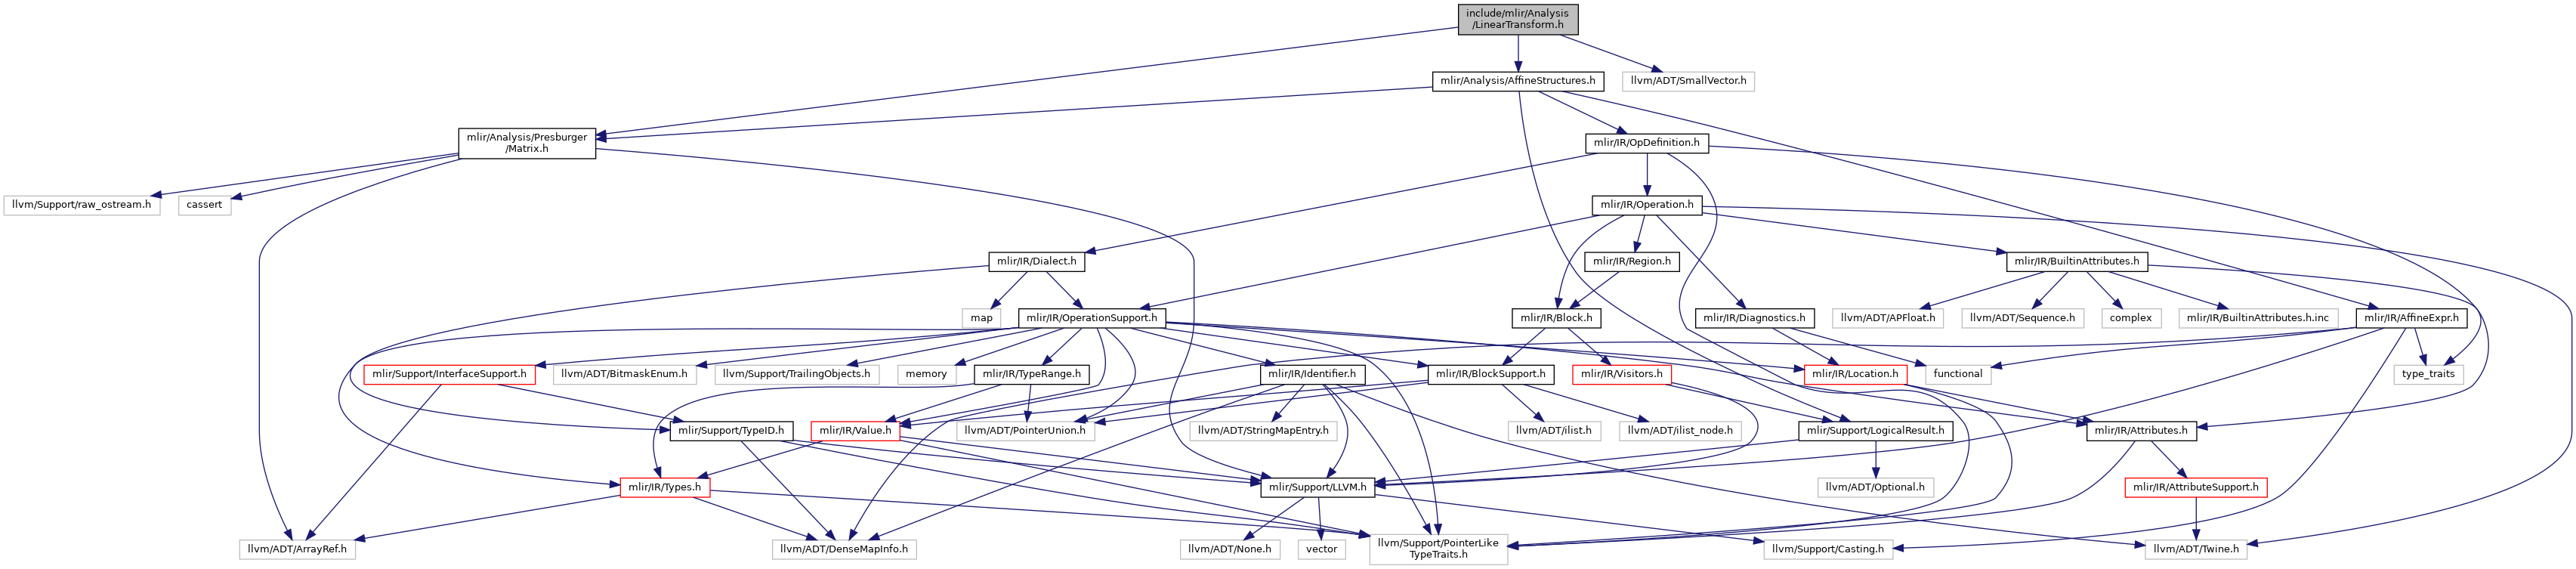 include/mlir/Analysis
/LinearTransform.h
mlir/Analysis/AffineStructures.h
llvm/ADT/SmallVector.h
mlir/Analysis/Presburger
/Matrix.h
mlir/IR/OpDefinition.h
llvm/Support/raw_ostream.h
cassert
mlir/IR/Operation.h
mlir/IR/Dialect.h
mlir/IR/Region.h
mlir/IR/BuiltinAttributes.h
map
mlir/IR/OperationSupport.h
mlir/IR/Block.h
mlir/IR/Diagnostics.h
llvm/ADT/APFloat.h
llvm/ADT/Sequence.h
complex
mlir/IR/BuiltinAttributes.h.inc
mlir/IR/AffineExpr.h
mlir/Support/InterfaceSupport.h
llvm/ADT/BitmaskEnum.h
llvm/Support/TrailingObjects.h
memory
mlir/IR/TypeRange.h
mlir/IR/Identifier.h
mlir/IR/BlockSupport.h
mlir/IR/Visitors.h
mlir/IR/Location.h
functional
type_traits
mlir/Support/TypeID.h
mlir/IR/Value.h
llvm/ADT/PointerUnion.h
llvm/ADT/StringMapEntry.h
llvm/ADT/ilist.h
llvm/ADT/ilist_node.h
mlir/Support/LogicalResult.h
mlir/IR/Attributes.h
mlir/IR/Types.h
mlir/Support/LLVM.h
llvm/ADT/Optional.h
mlir/IR/AttributeSupport.h
llvm/ADT/ArrayRef.h
llvm/ADT/DenseMapInfo.h
llvm/ADT/None.h
vector
llvm/Support/PointerLike
TypeTraits.h
llvm/Support/Casting.h
llvm/ADT/Twine.h